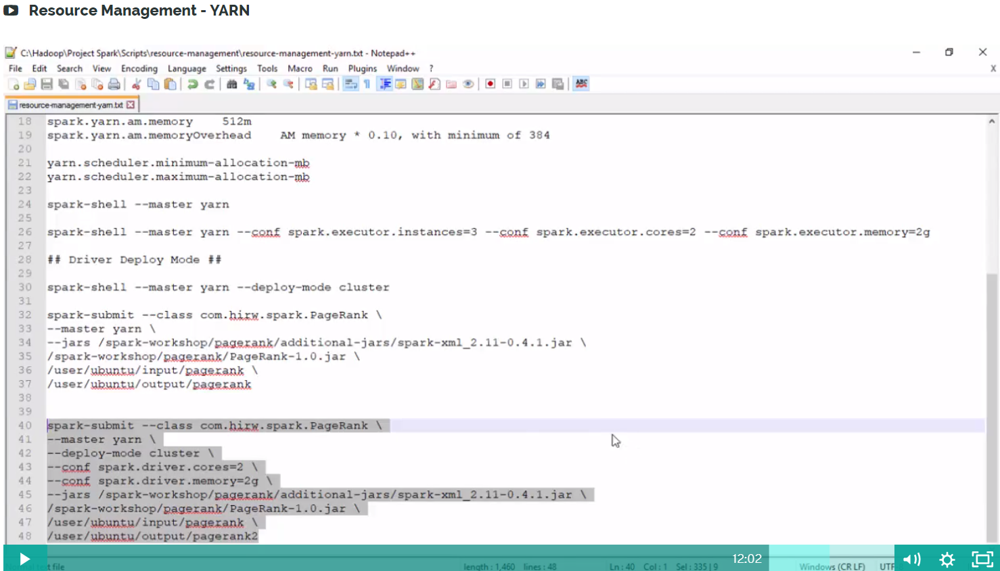 Resource Management - YARN
C:\Hadoop\Project Spark\Scripts\resource-management\resource-management-yarn.txt - Notepad++
File Edit Search View Encoding Language Settings Tools Macro Run Plugins Window ? X
ABC
resource-management-yarn.txt
18 spark.yarn.am.memory 512m
19 spark.yarn.am.memoryOverhead AM memory * 0.10, with minimum of 384
20
21 yarn.scheduler.minimum-allocation-mb
22 yarn.scheduler.maximum-allocation-mb
23
24 spark-shell --master yarn
25
26 spark-shell --master yarn --conf spark.executor.instances=3 --conf spark.executor.cores=2 --conf spark.executor.memory=2g
27
28 ## Driver Deploy Mode ##
29
30 spark-shell --master yarn --deploy-mode cluster
31
32 spark-submit --class com.hirw.spark.PageRank \
33 --master yarn \
34 --jars /spark-workshop/pagerank/additional-jars/spark-xml_2.11-0.4.1.jar \
35 /spark-workshop/pagerank/PageRank-1.0.jar \
36 /user/ubuntu/input/pagerank \
37 /user/ubuntu/output/pagerank
38
39
40 spark-submit --class com.hirw.spark.PageRank \
41 --master yarn \
42 --deploy-mode cluster \
43 --conf spark.driver.cores=2 \
44 --conf spark.driver.memory=2g \
45 --jars /spark-workshop/pagerank/additional-jars/spark-xml_2.11-0.4.1.jar \
46 /spark-workshop/pagerank/PageRank-1.0.jar \
47 /user/ubuntu/input/pagerank \
48 /user/ubuntu/output/pagerank2
12:02
file length : 1,460 lines : 48 Ln : 40 Col : 1 Sel : 335 | 9 Windows (CR LF) UTF